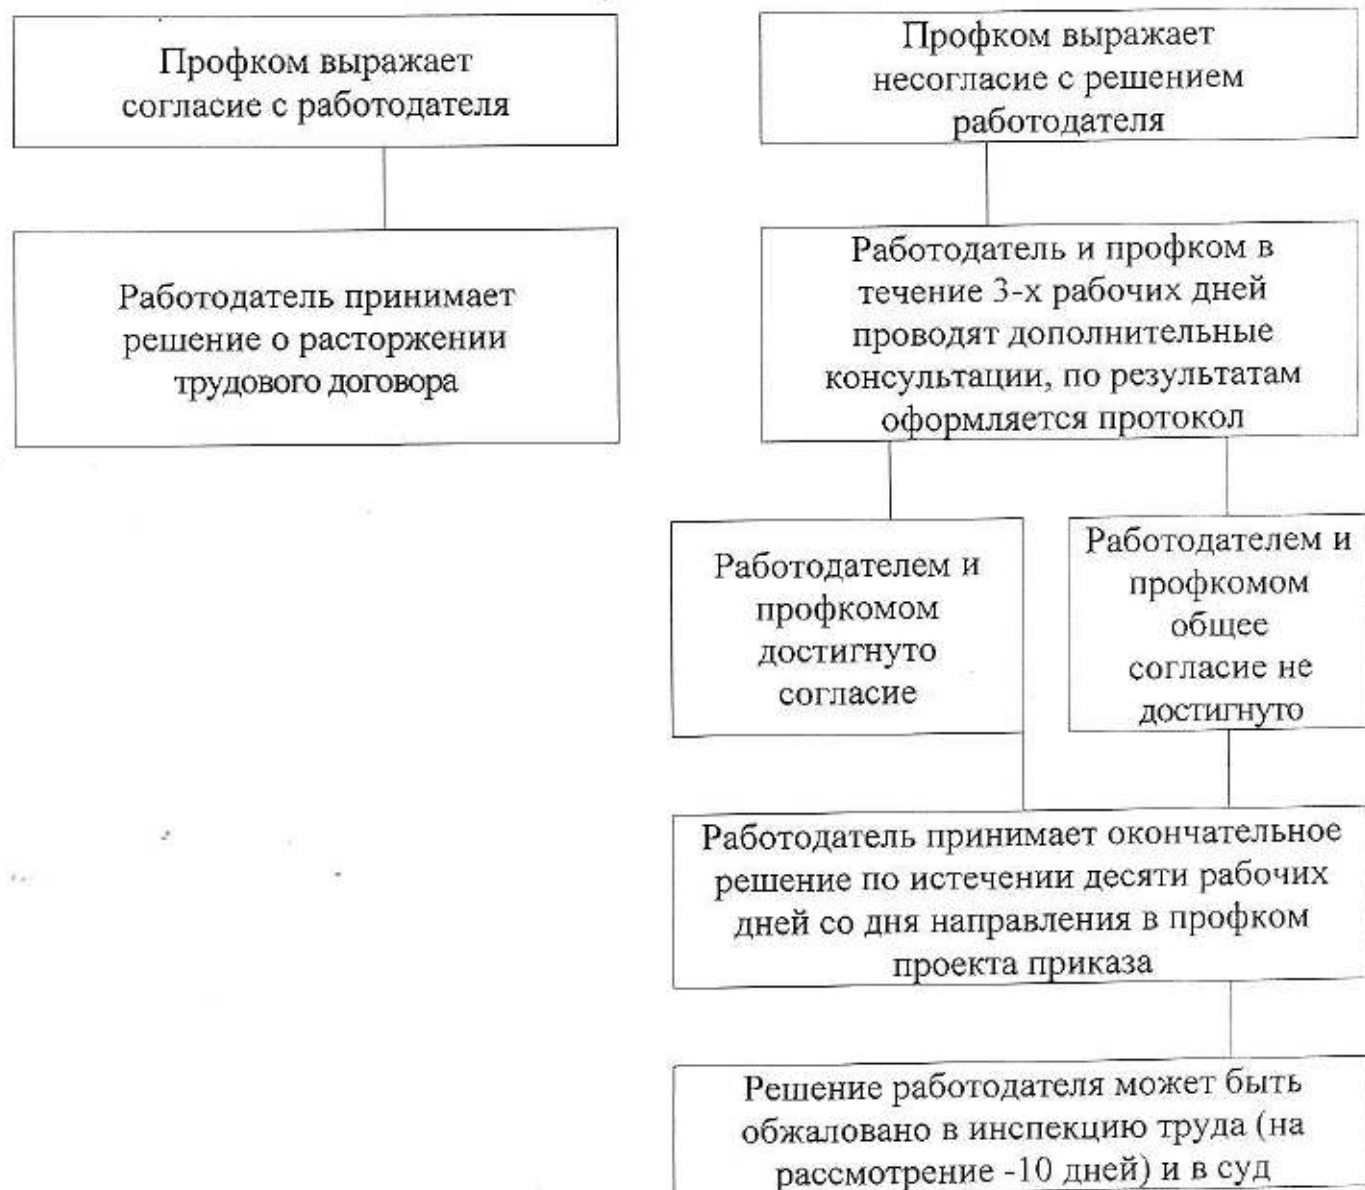 Профком выражает
согласие с работодателя
Профком выражает
несогласие с решением
работодателя
Работодатель принимает
решение о расторжении
трудового договора
Работодатель и профком в
течение 3-х рабочих дней
проводят дополнительные
консультации, по результатам
оформляется протокол
Работодателем и
профкомом
достигнуто
согласие
Работодателем и
профкомом
общее
согласие не
достигнуто
Работодатель принимает окончательное
решение по истечении десяти рабочих
дней со дня направления в профком
проекта приказа
Решение работодателя может быть
обжаловано в инспекцию труда (на
рассмотрение -10 дней) и в суд